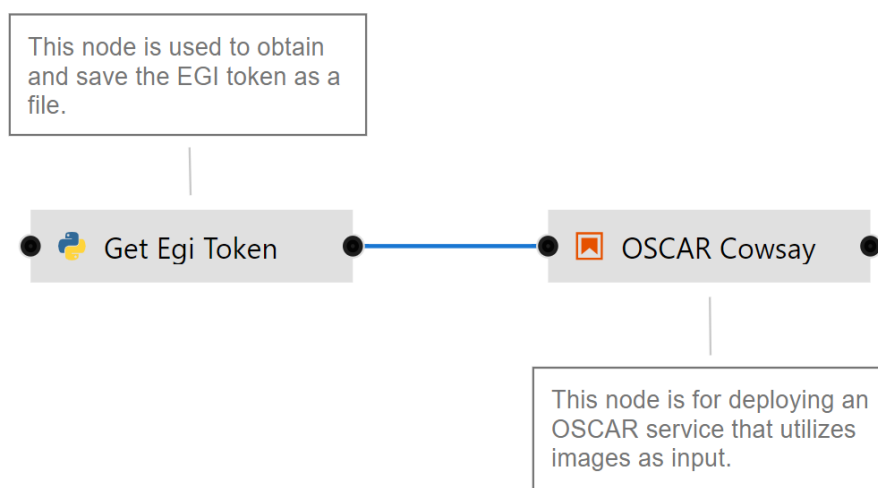 This node is used to obtain
and save the EGI token as a
file.
Get Egi Token
OSCAR Cowsay
This node is for deploying an
OSCAR service that utilizes
images as input.